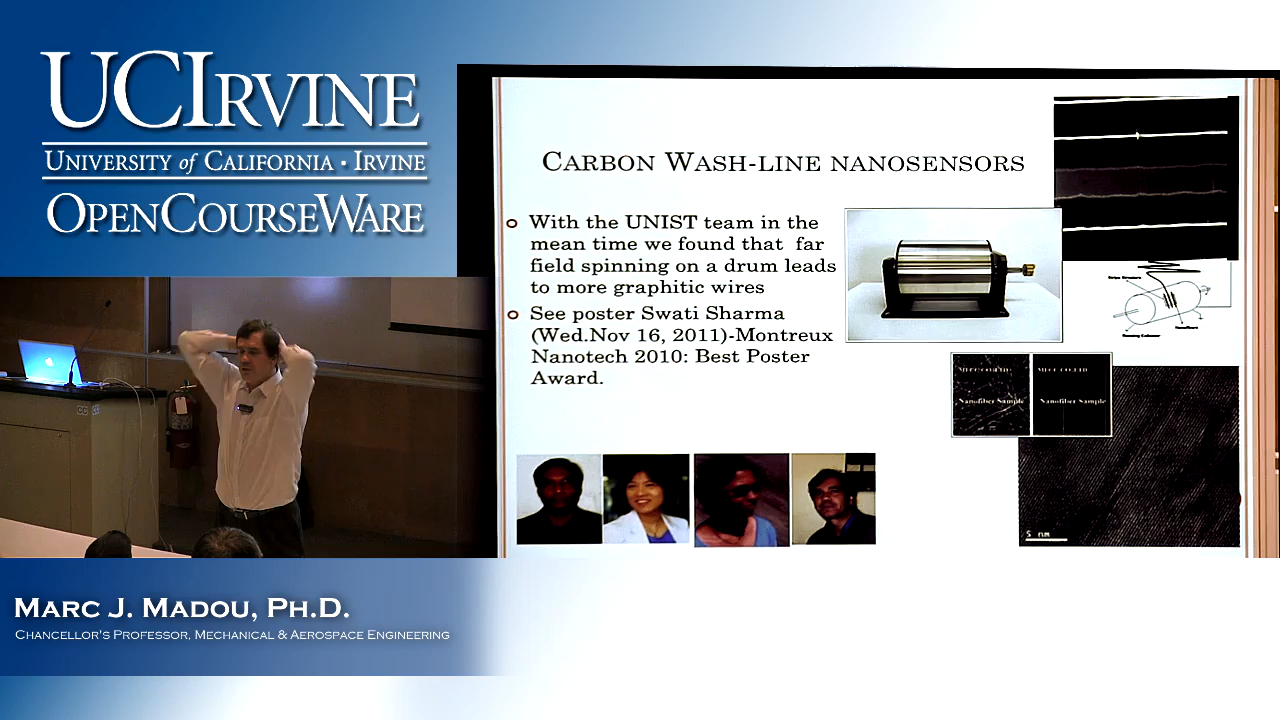 UCIRVINE
UNIVERSITY of CALIFORNIA · IRVINE
OPENCOURSEWARE
CARBON WASH-LINE NANOSENSORS
With the UNIST team in the
mean time we found that far
field spinning on a drum leads
to more graphitic wires
See poster Swati Sharma
(Wed.Nov 16, 2011)-Montreux
Nanotech 2010: Best Poster
Award.
Nanofiber Sample
Nanofiber Sample
5 nm
MARC J. MADOU, PH.D.
CHANCELLOR'S PROFESSOR, MECHANICAL & AEROSPACE ENGINEERING